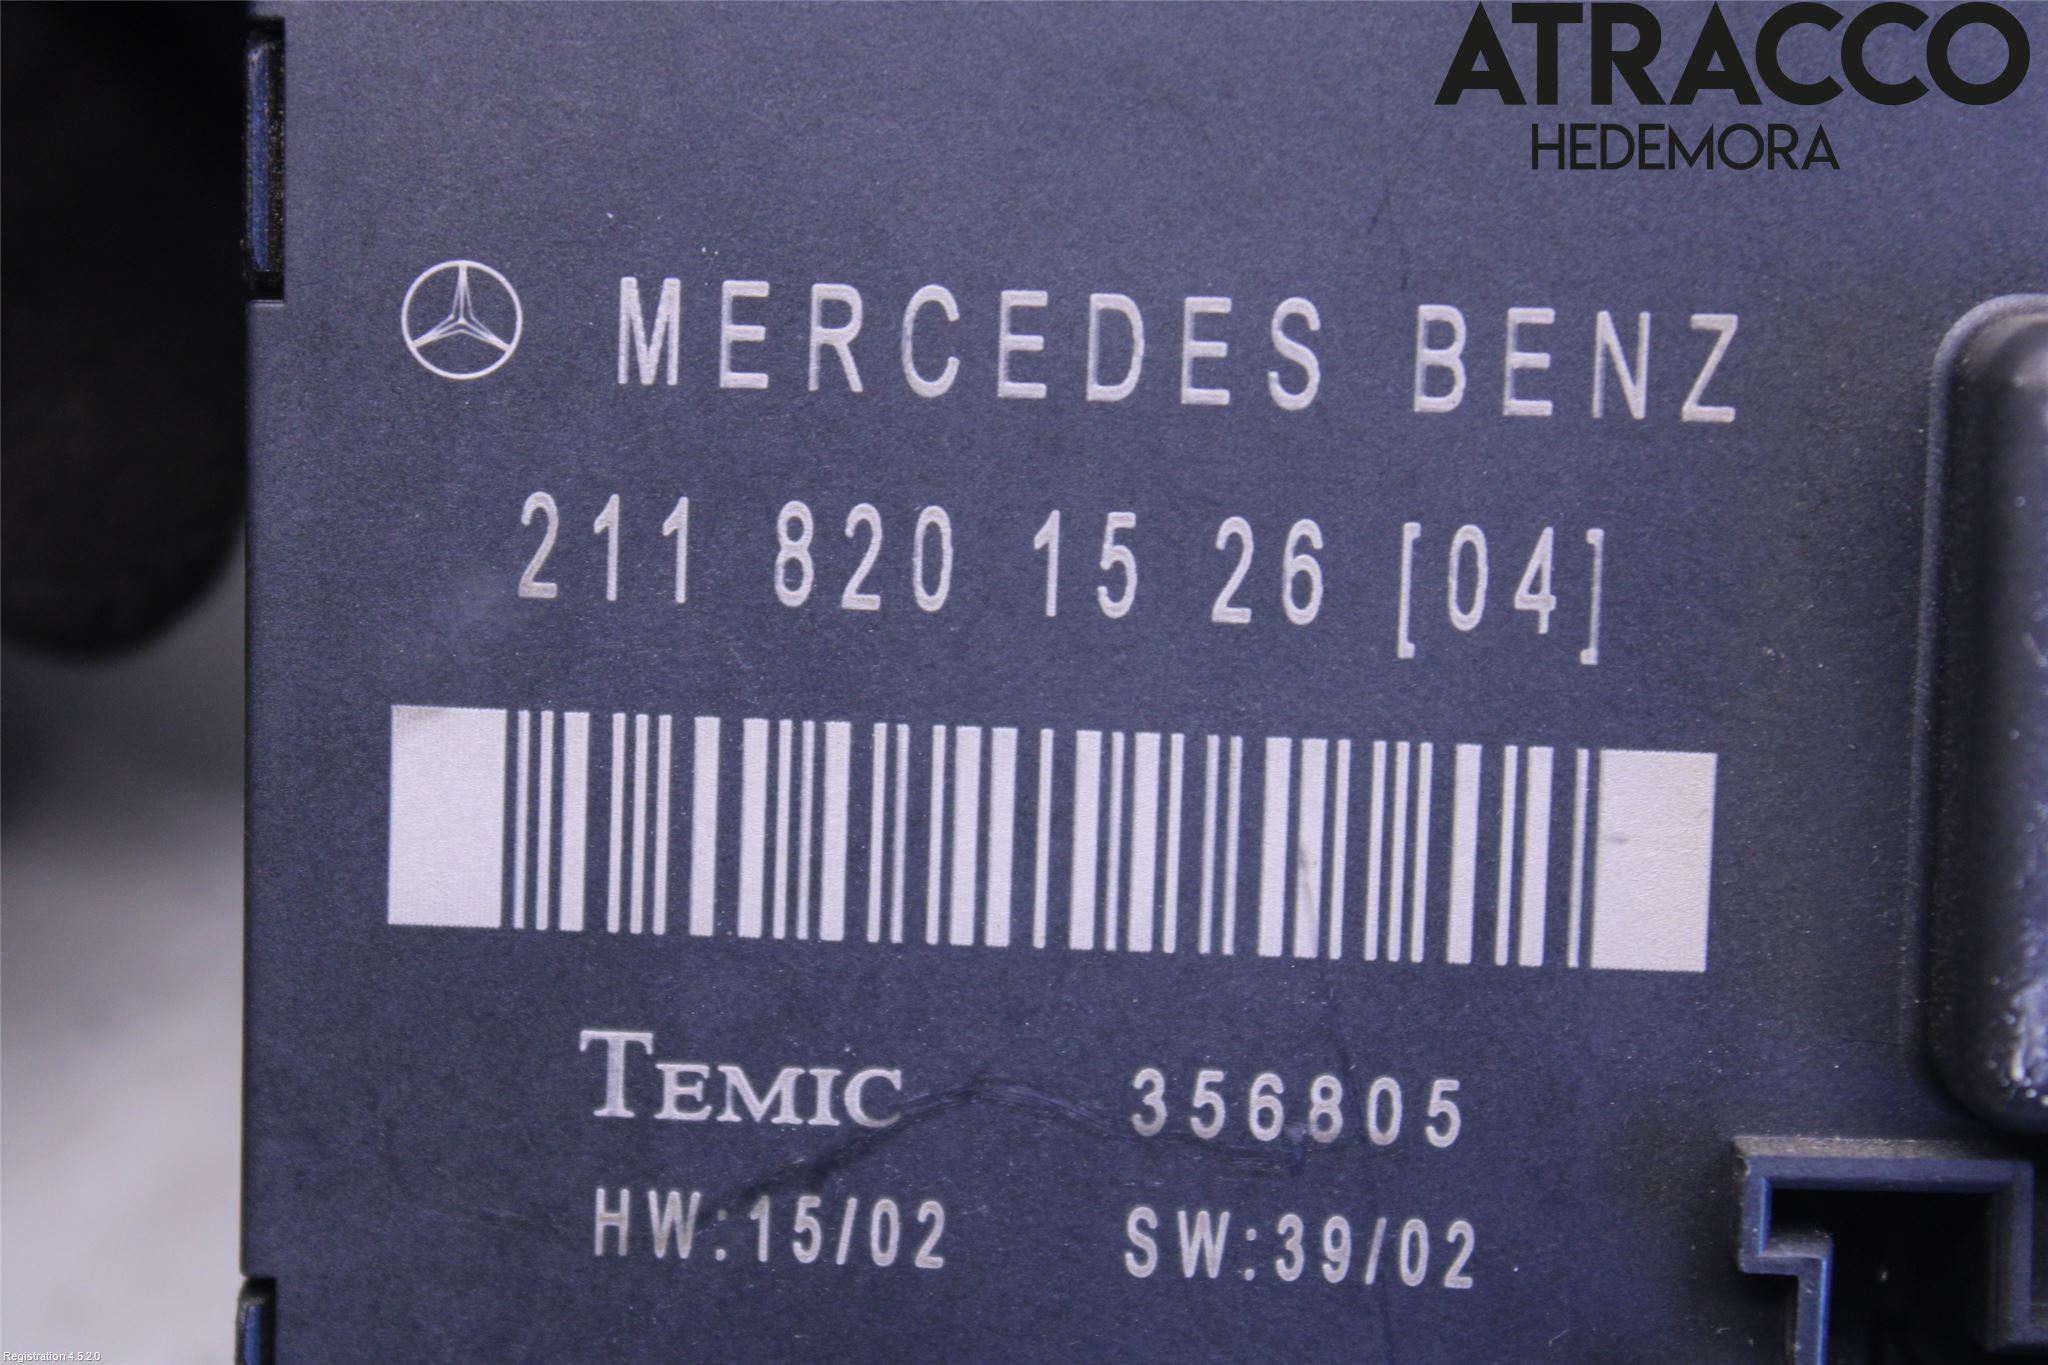 ATRACCO
HEDEMORA
MERCEDES BENZ
211 820 15 26 [04]
TEMIC 356805
HW:15/02 SW:39/02
Registration 4.5.2.0